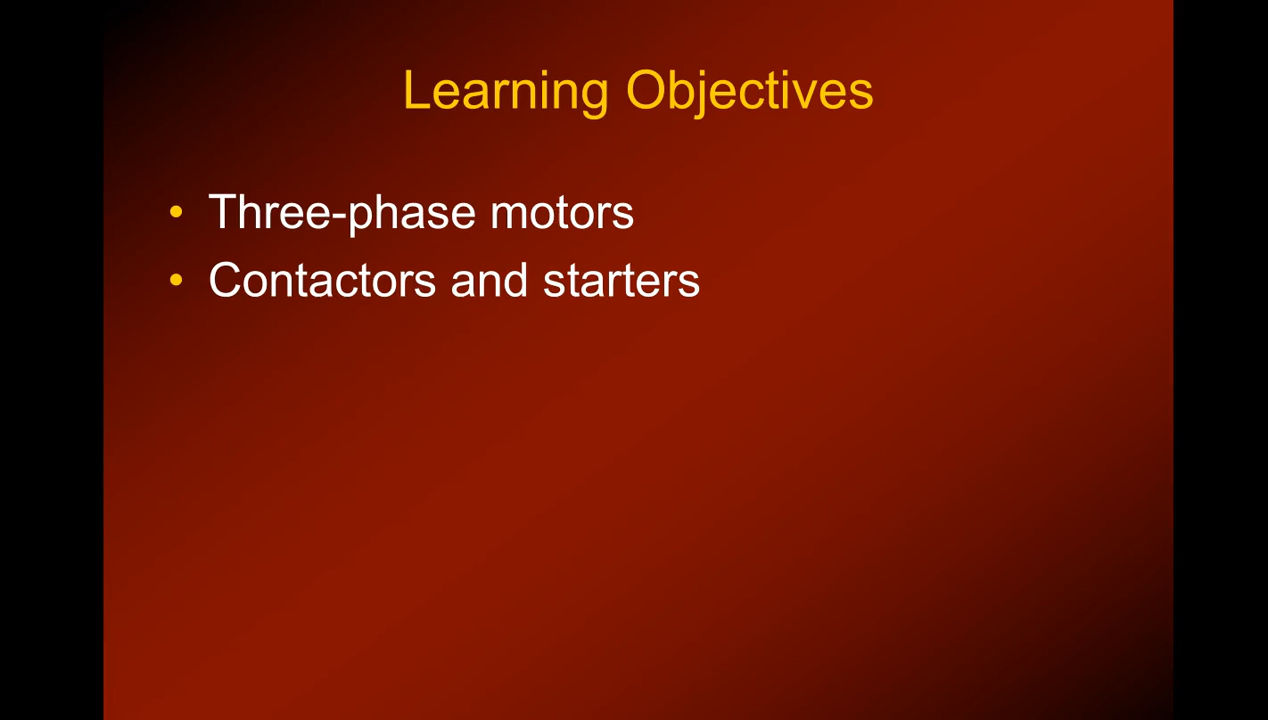 Learning Objectives
• Three-phase motors
• Contactors and starters